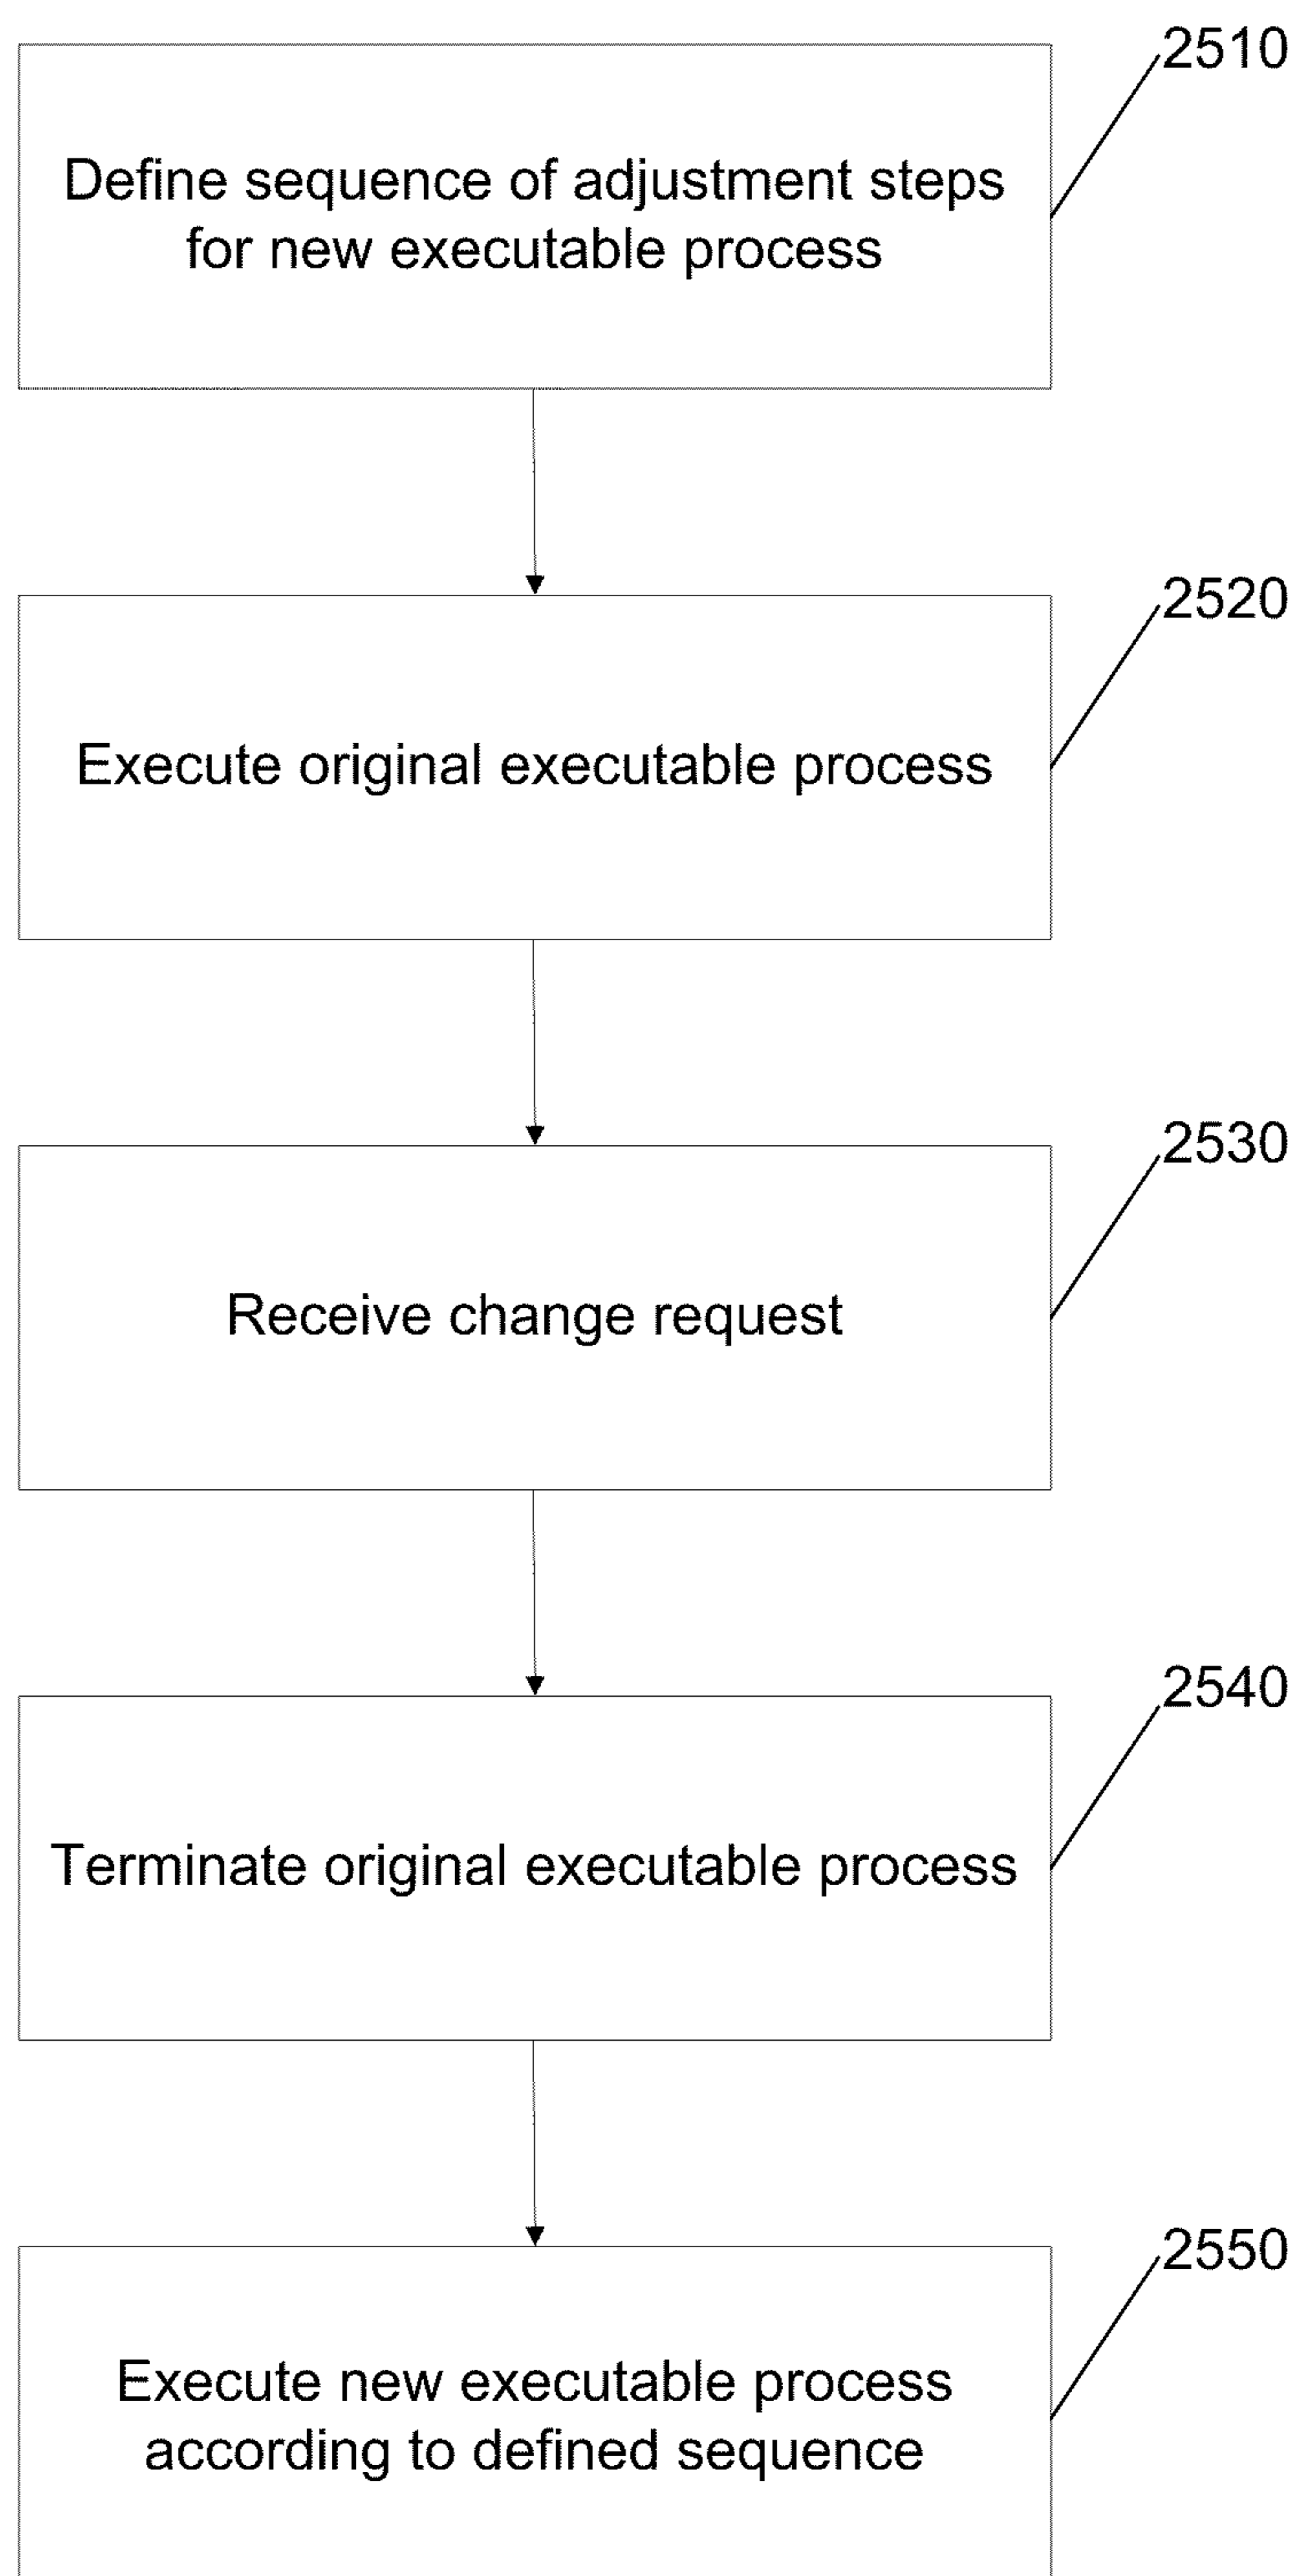 2510
Define sequence of adjustment steps
for new executable process
2520
Execute original executable process
2530
Receive change request
2540
Terminate original executable process
2550
Execute new executable process
according to defined sequence